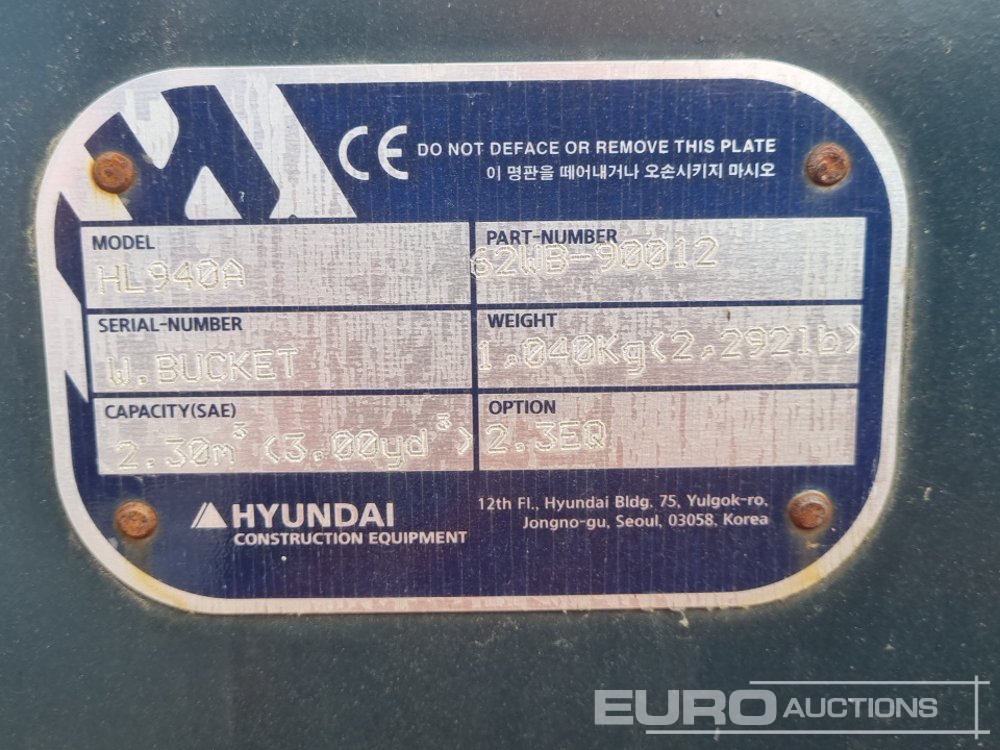 CE DO NOT DEFACE OR REMOVE THIS PLATE
이 명판을 떼어내거나 오손시키지 마시오
MODEL
HL940A
PART-NUMBER
62WB-90012
SERIAL-NUMBER
W.BUCKET
WEIGHT
1,040Kg(2,292lb)
CAPACITY(SAE)
2.30m³ (3.00yd³)
OPTION
2.3EQ
HYUNDAI
CONSTRUCTION EQUIPMENT
12th Fl., Hyundai Bldg. 75, Yulgok-ro,
Jongno-gu, Seoul, 03058, Korea
EURO AUCTIONS